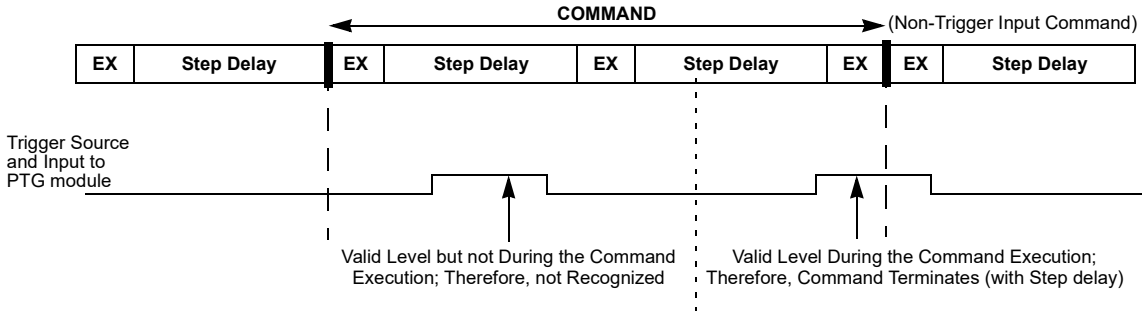 COMMAND
(Non-Trigger Input Command)
EX Step Delay EX Step Delay EX Step Delay EX EX Step Delay
Trigger Source
and Input to
PTG module
Valid Level but not During the Command
Execution; Therefore, not Recognized
Valid Level During the Command Execution;
Therefore, Command Terminates (with Step delay)